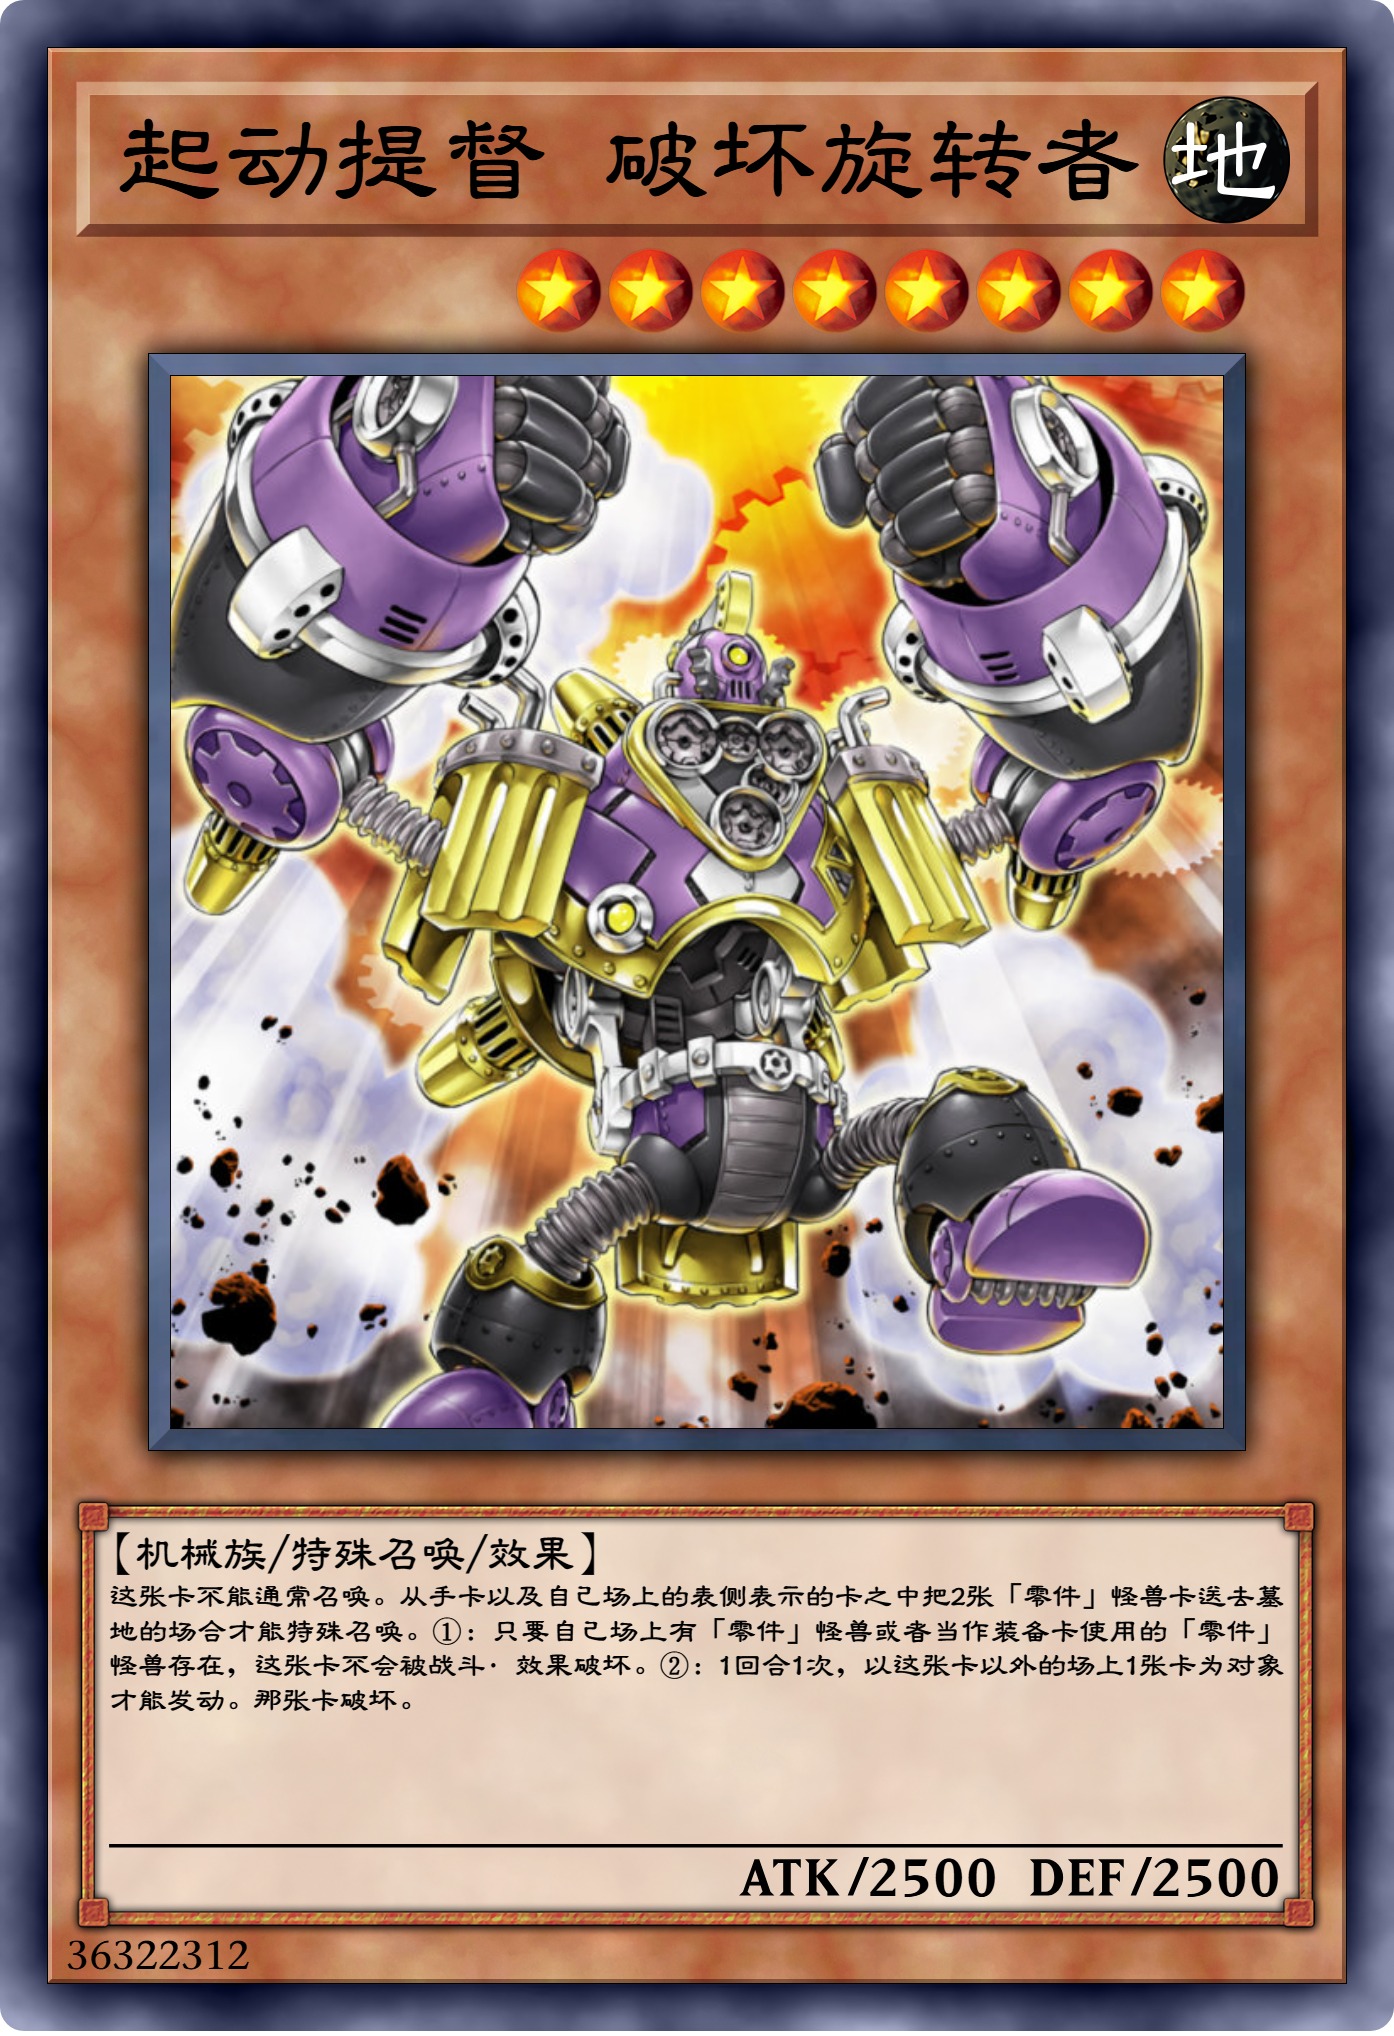 起动提督 破坏旋转者 地
【机械族/特殊召唤/效果】
这张卡不能通常召唤。从手卡以及自己场上的表侧表示的卡之中把2张「零件」怪兽卡送去墓
地的场合才能特殊召唤。①：只要自己场上有「零件」怪兽或者当作装备卡使用的「零件」
怪兽存在，这张卡不会被战斗·效果破坏。②：1回合1次，以这张卡以外的场上1张卡为对象
才能发动。那张卡破坏。
ATK/2500 DEF/2500
36322312